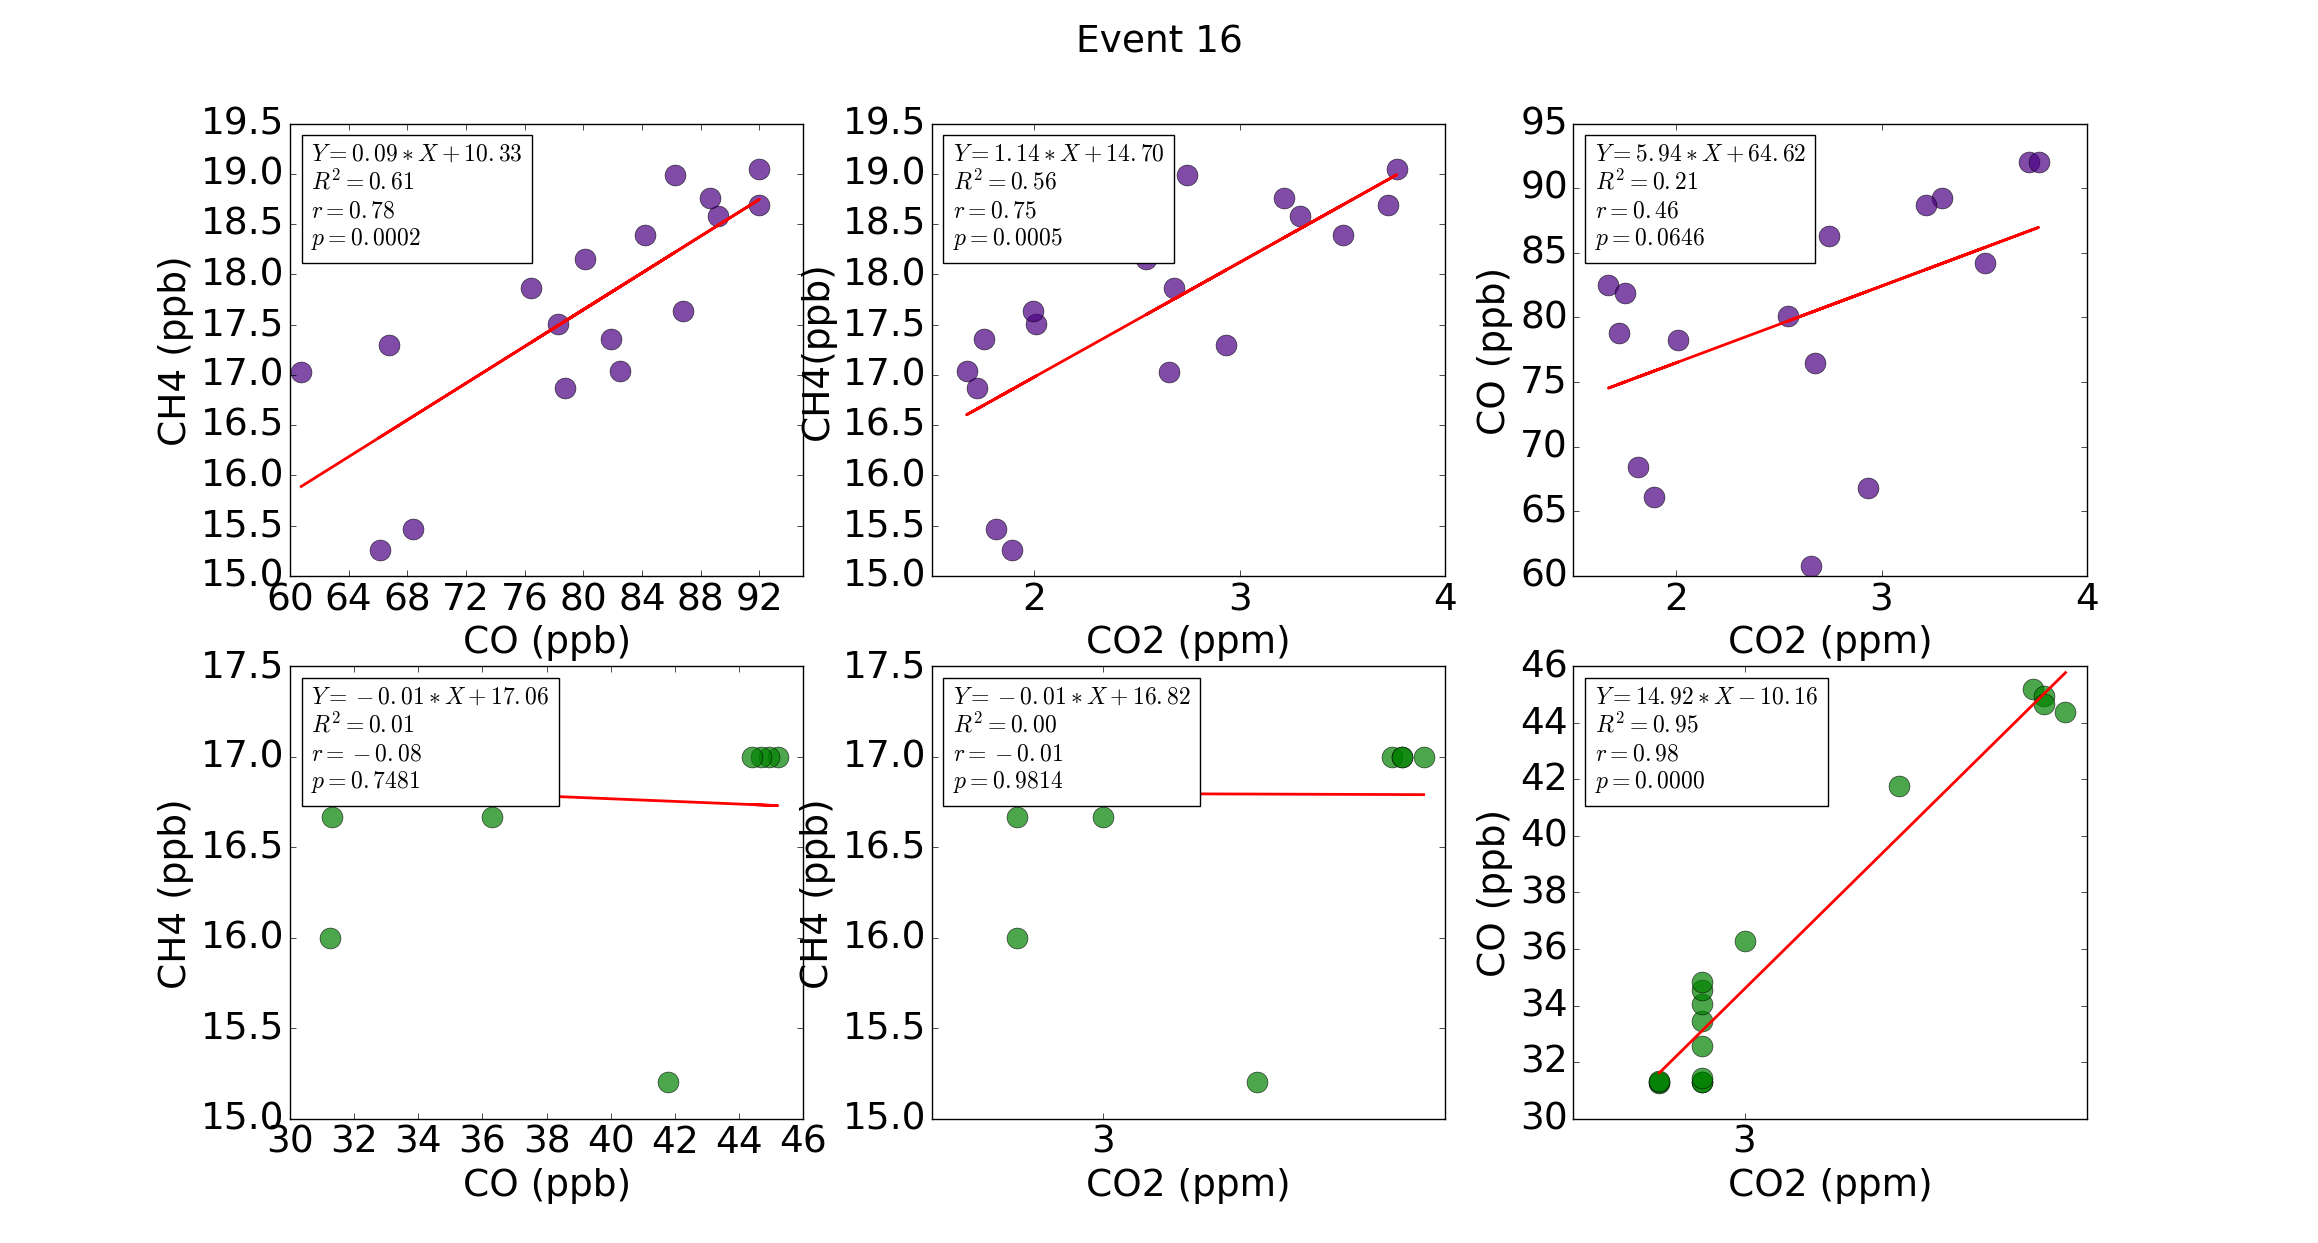 Event 16
19.5
19.0
18.5
18.0
17.5
17.0
16.5
16.0
15.5
15.0
CH4 (ppb)
Y = 0.09 ∗ X + 10.33
R² = 0.61
r = 0.78
p = 0.0002
60 64 68 72 76 80 84 88 92
CO (ppb)
19.5
19.0
18.5
18.0
17.5
17.0
16.5
16.0
15.5
15.0
CH4(ppb)
Y = 1.14 ∗ X + 14.70
R² = 0.56
r = 0.75
p = 0.0005
2 3 4
CO2 (ppm)
95
90
85
80
75
70
65
60
CO (ppb)
Y = 5.94 ∗ X + 64.62
R² = 0.21
r = 0.46
p = 0.0646
2 3 4
CO2 (ppm)
17.5
17.0
16.5
16.0
15.5
15.0
CH4 (ppb)
Y = −0.01 ∗ X + 17.06
R² = 0.01
r = −0.08
p = 0.7481
30 32 34 36 38 40 42 44 46
CO (ppb)
17.5
17.0
16.5
16.0
15.5
15.0
CH4 (ppb)
Y = −0.01 ∗ X + 16.82
R² = 0.00
r = −0.01
p = 0.9814
3
CO2 (ppm)
46
44
42
40
38
36
34
32
30
CO (ppb)
Y = 14.92 ∗ X − 10.16
R² = 0.95
r = 0.98
p = 0.0000
3
CO2 (ppm)